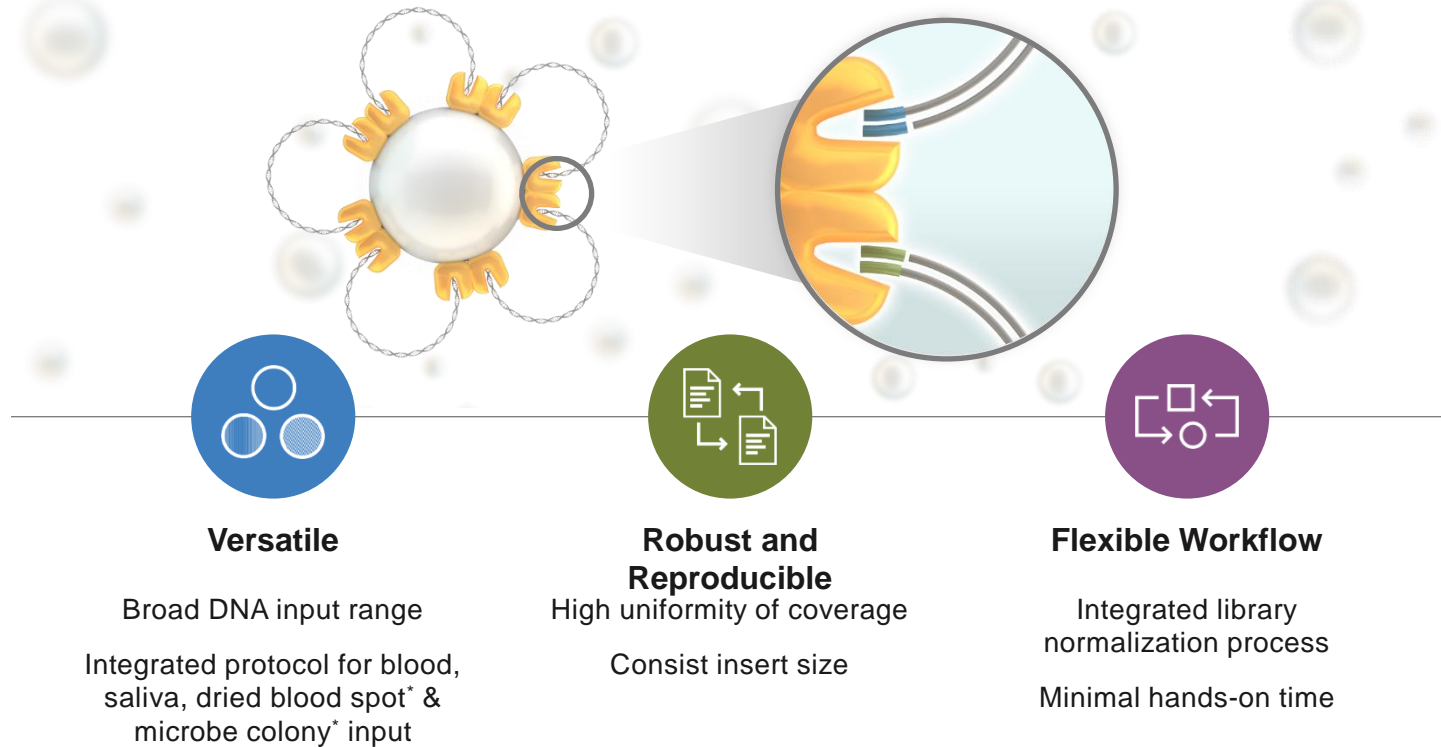 Versatile
Broad DNA input range
Integrated protocol for blood,
saliva, dried blood spot* &
microbe colony* input
Robust and
Reproducible
High uniformity of coverage
Consist insert size
Flexible Workflow
Integrated library
normalization process
Minimal hands-on time